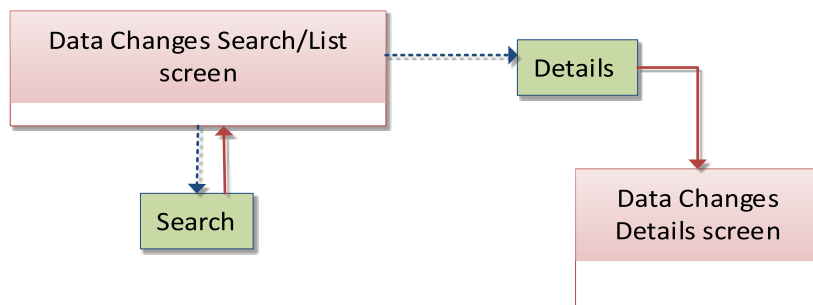 Data Changes Search/List
screen
Details
Search
Data Changes
Details screen